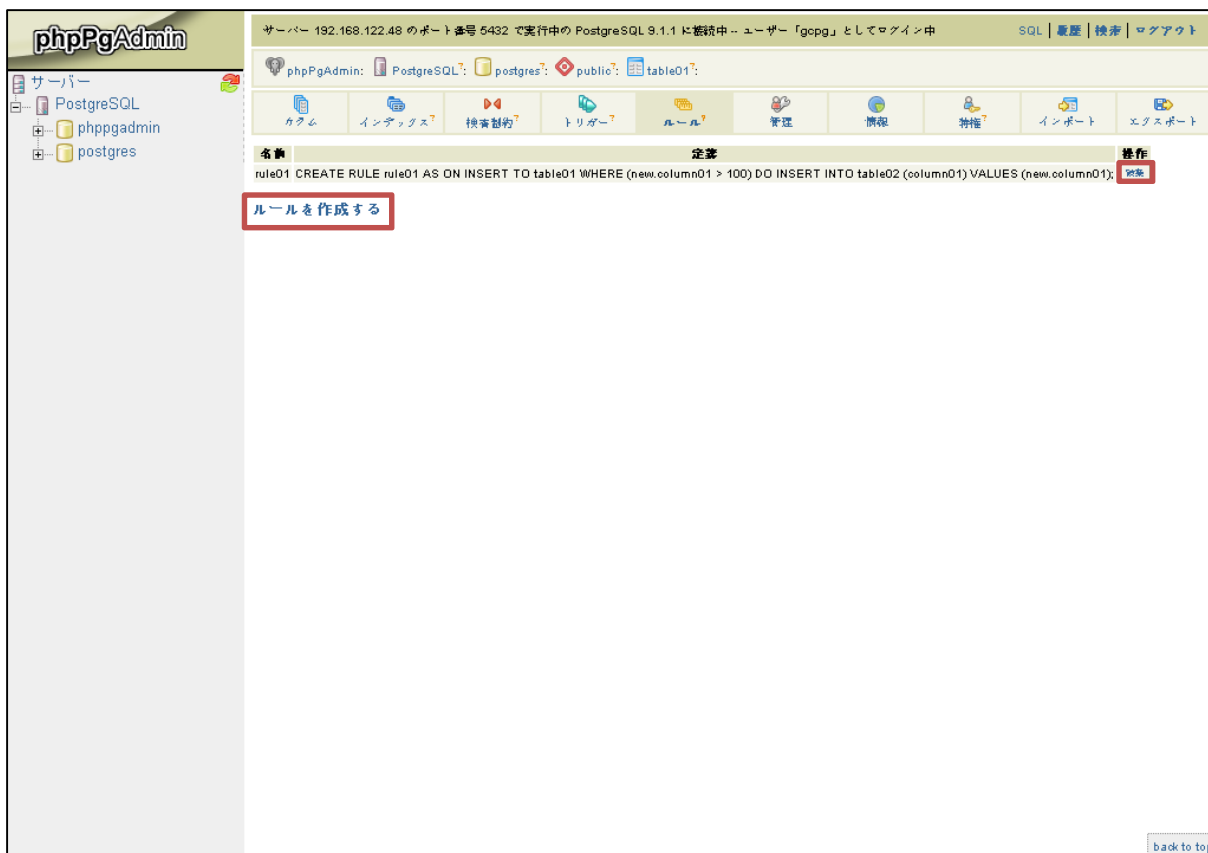 phpPgAdmin
サーバー 192.168.122.48 のポート番号 5432 で実行中の PostgreSQL 9.1.1 に接続中 -- ユーザー「gcpg」としてログイン中
SQL | 履歴 | 検索 | ログアウト
phpPgAdmin: PostgreSQL?: postgres?: public?: table01?:
サーバー
PostgreSQL
phppgadmin
postgres
カラム インデックス? 検査制約? トリガー? ルール? 管理 情報 特権? インポート エクスポート
名前 定義 操作
rule01 CREATE RULE rule01 AS ON INSERT TO table01 WHERE (new.column01 > 100) DO INSERT INTO table02 (column01) VALUES (new.column01); 破棄
ルールを作成する
back to top